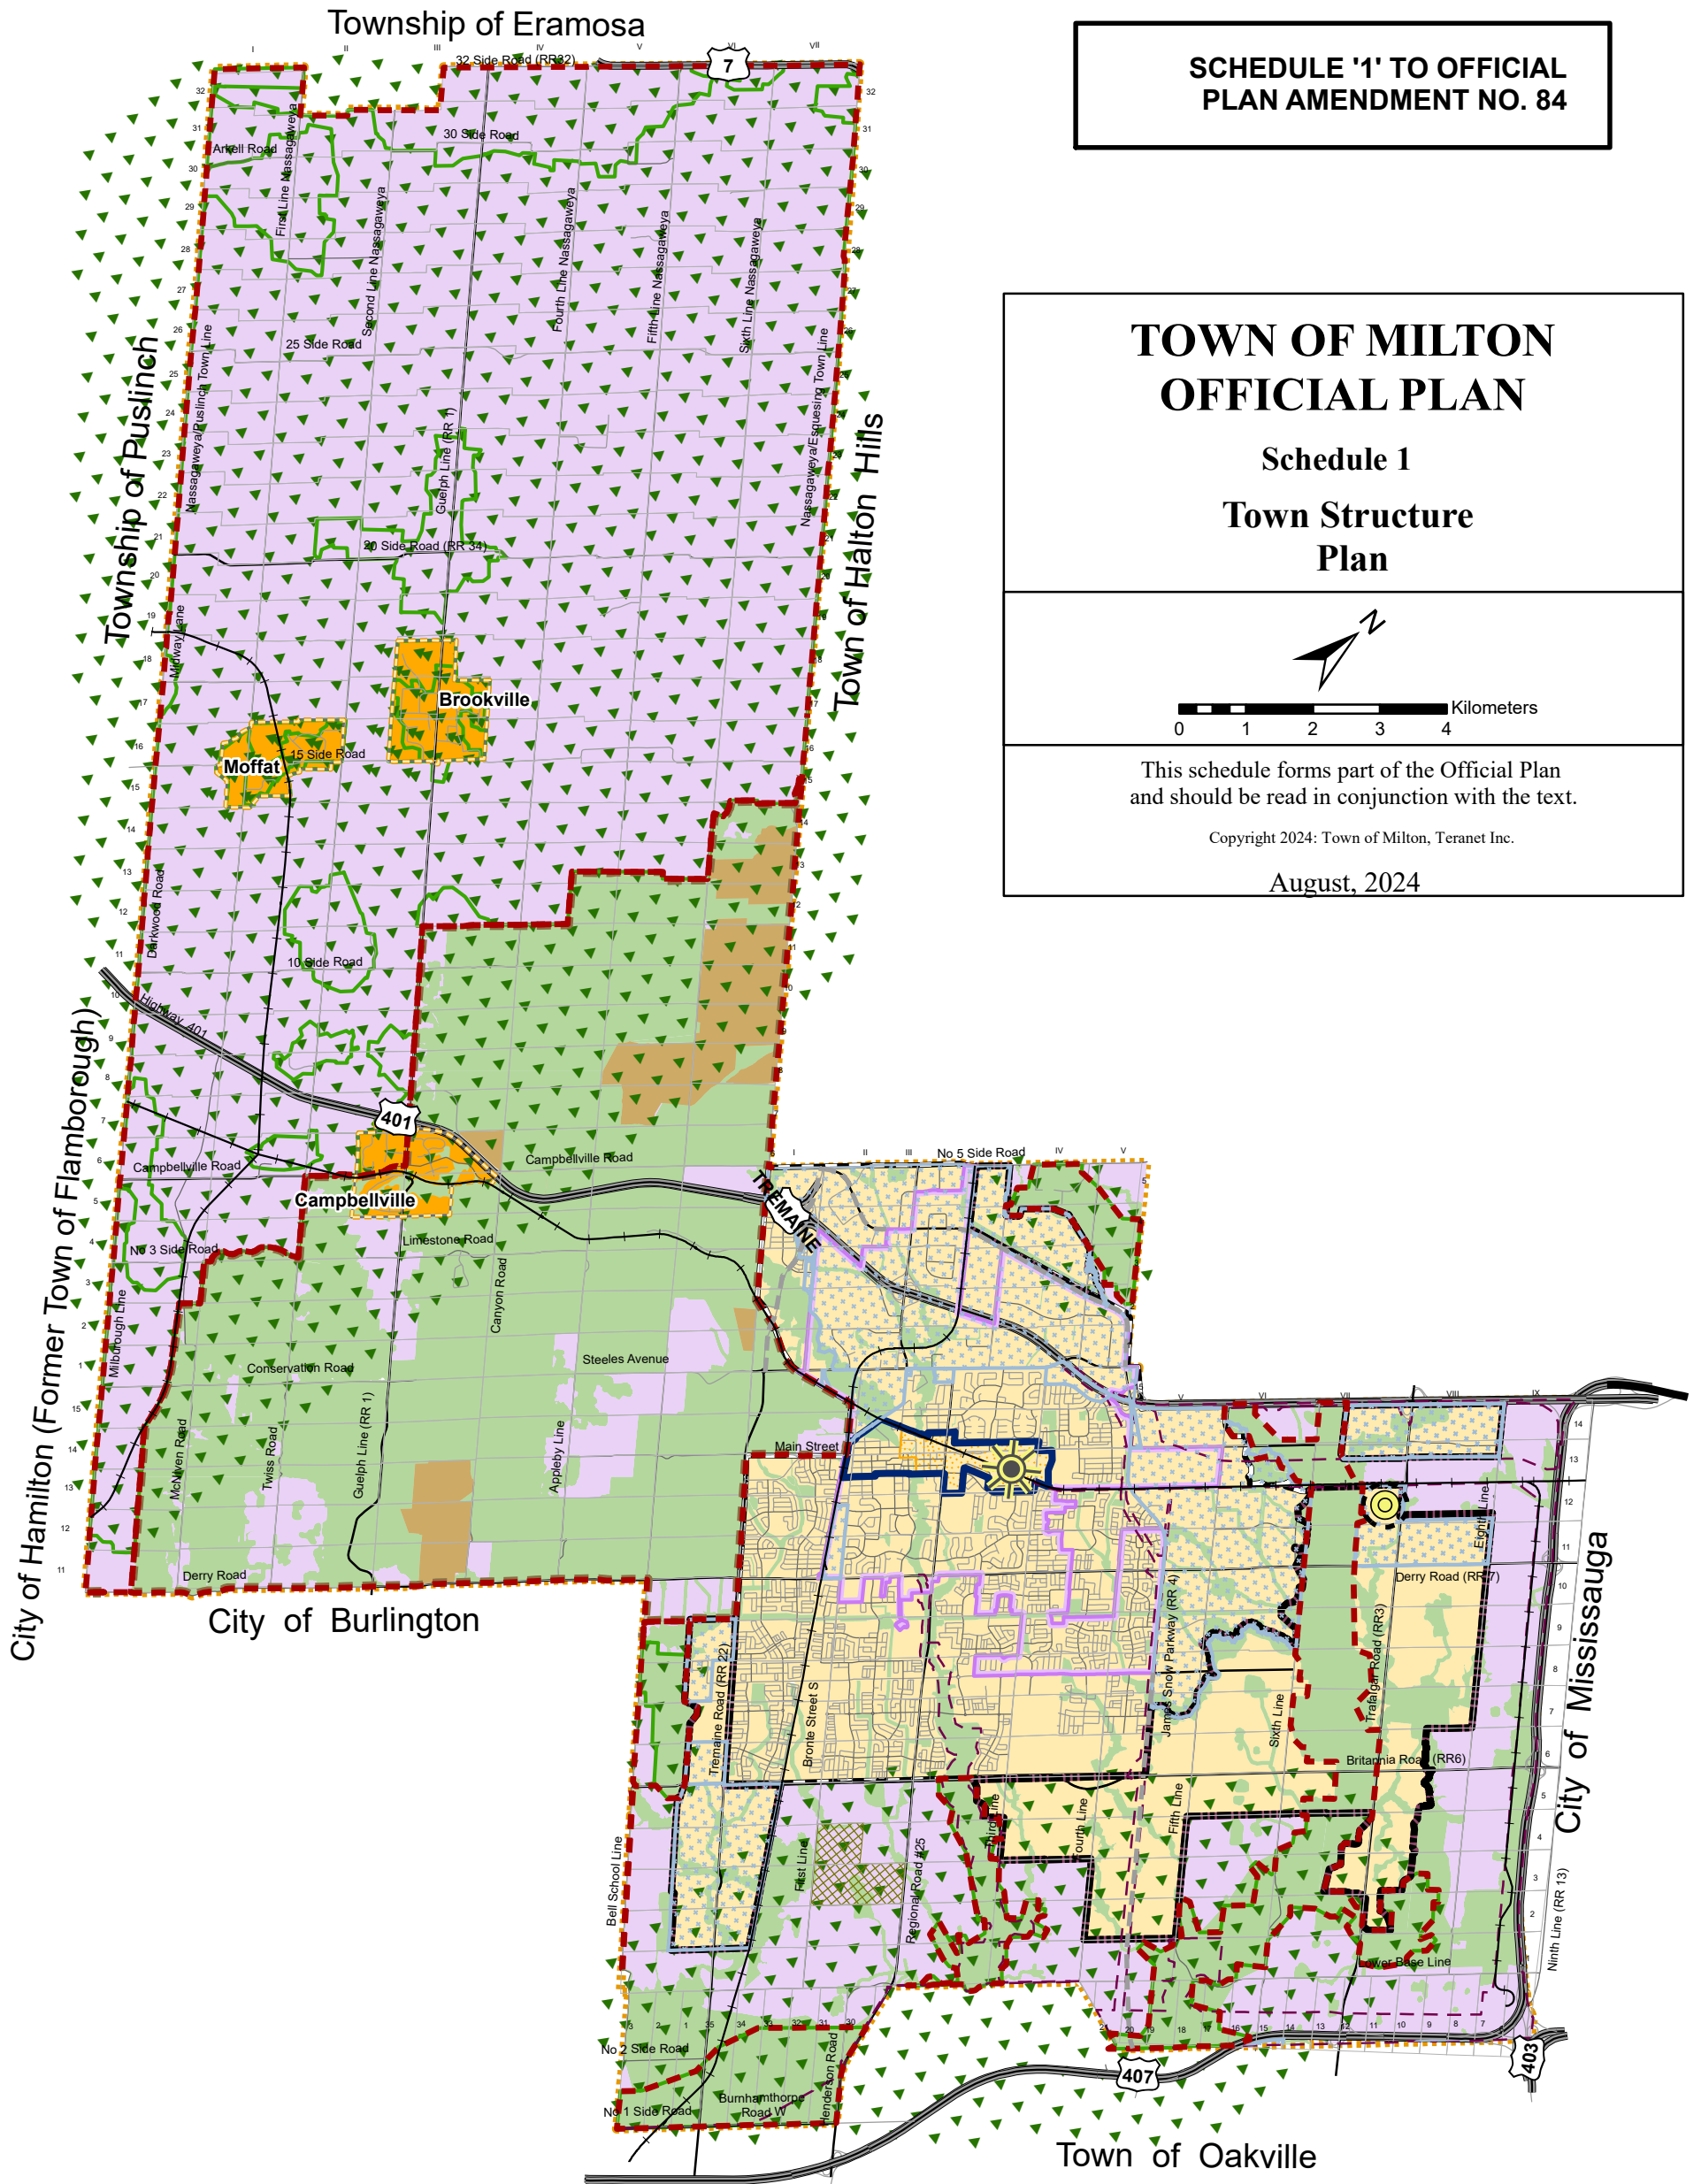 Township of Eramosa
SCHEDULE '1' TO OFFICIAL
PLAN AMENDMENT NO. 84
TOWN OF MILTON
OFFICIAL PLAN
Schedule 1
Town Structure
Plan
N
Kilometers
0 1 2 3 4
This schedule forms part of the Official Plan
and should be read in conjunction with the text.
Copyright 2024: Town of Milton, Teranet Inc.
August, 2024
I II III IV V VI VII
32 Side Road (RR32)
7
30 Side Road
Arkell Road
First Line Nassagaweya
Second Line Nassagaweya
Fourth Line Nassagaweya
Fifth Line Nassagaweya
Sixth Line Nassagaweya
25 Side Road
Nassagaweya/Puslinch Town Line
Nassagaweya/Esquesing Town Line
Township of Puslinch
Town of Halton Hills
Guelph Line (RR 1)
20 Side Road (RR 34)
Midway Lane
Brookville
15 Side Road
Moffat
Darkwood Road
10 Side Road
Highway 401
401
City of Hamilton (Former Town of Flamborough)
Campbellville Road
Campbellville Road
Campbellville
No 5 Side Road
TREMAINE
No 3 Side Road
Limestone Road
Canyon Road
Milborough Line
Conservation Road
Steeles Avenue
McNiven Road
Twiss Road
Guelph Line (RR 1)
Appleby Line
Main Street
Derry Road
City of Burlington
Derry Road (RR 7)
Eighth Line
James Snow Parkway (RR 4)
Trafalgar Road (RR3)
Sixth Line
Tremaine Road (RR 22)
Bronte Street S
Britannia Road (RR6)
City of Mississauga
Bell School Line
First Line
Regional Road #25
Third Line
Fourth Line
Fifth Line
Ninth Line (RR 13)
Lower Base Line
No 2 Side Road
Burnhamthorpe
Road W
No 1 Side Road
Henderson Road
407
403
Town of Oakville